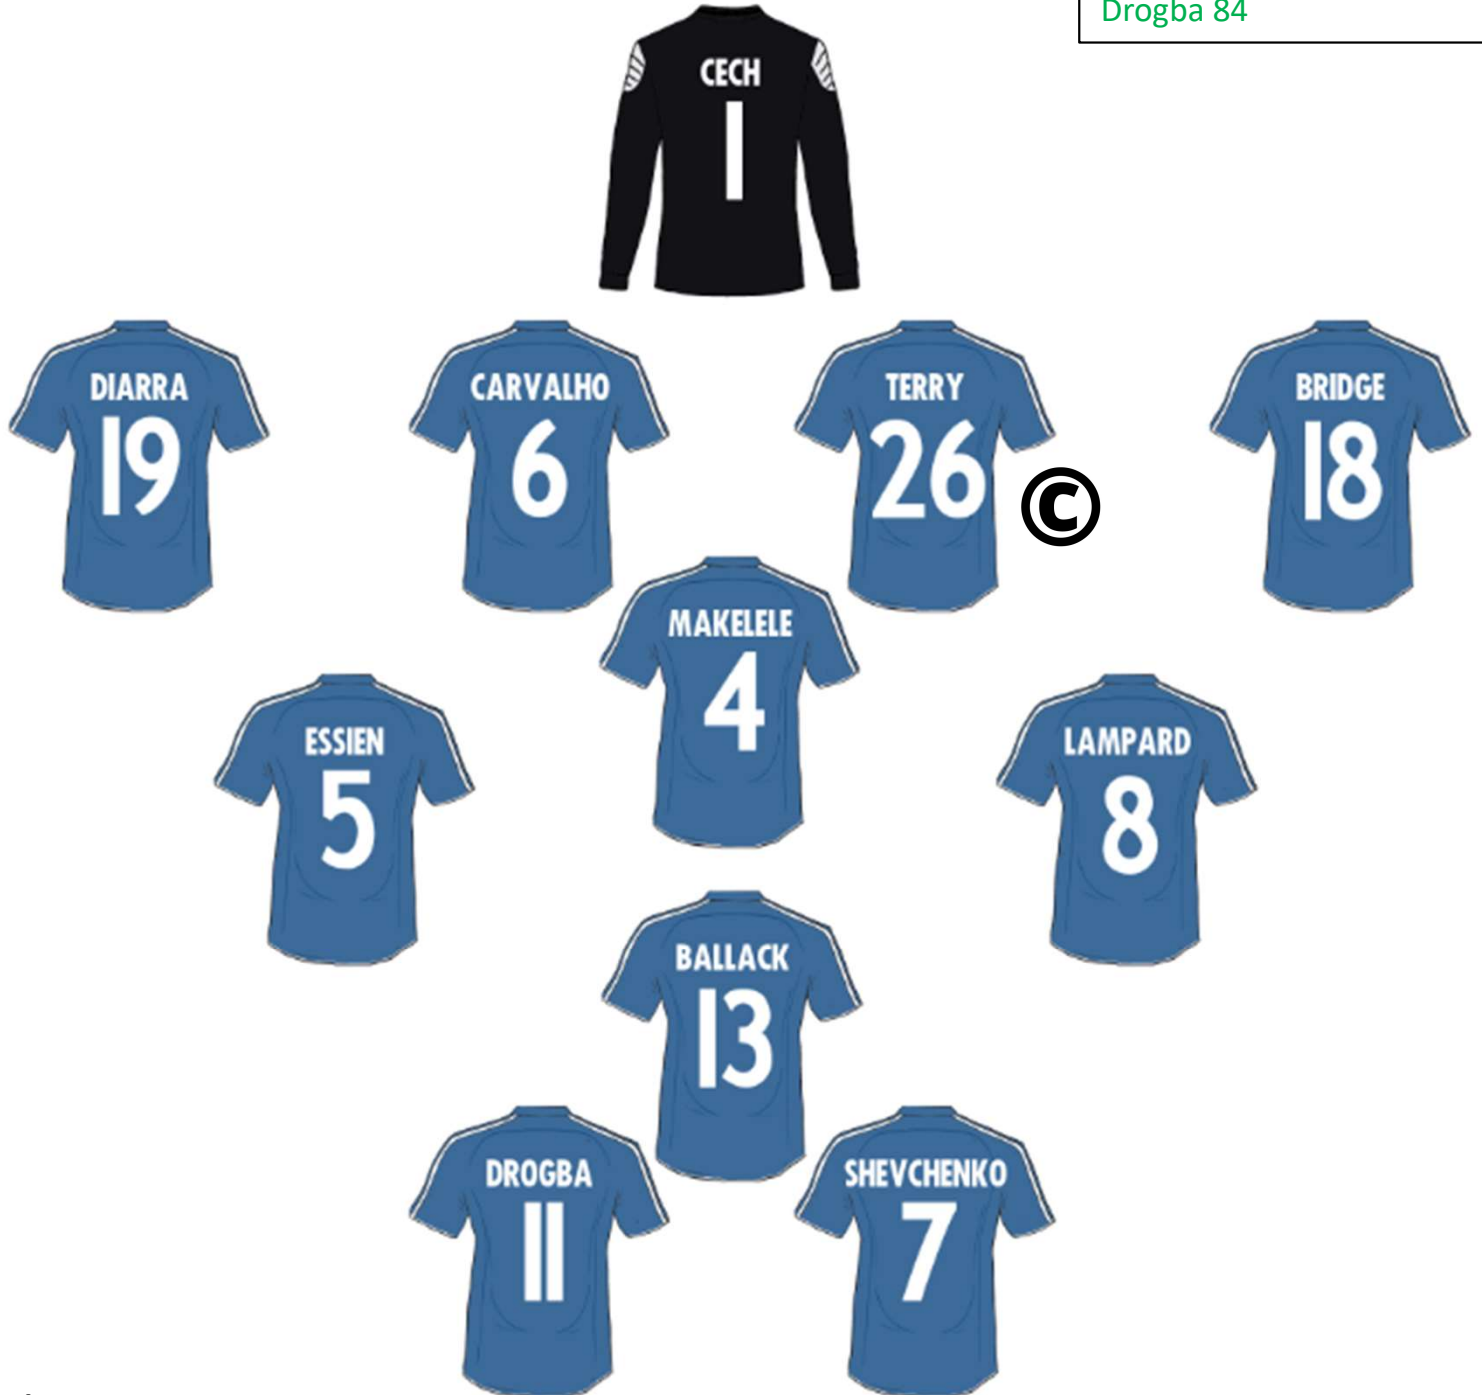 Drogba 84
CECH
1
DIARRA
19
CARVALHO
6
TERRY
26
©
BRIDGE
18
MAKELELE
4
ESSIEN
5
LAMPARD
8
BALLACK
13
DROGBA
11
SHEVCHENKO
7